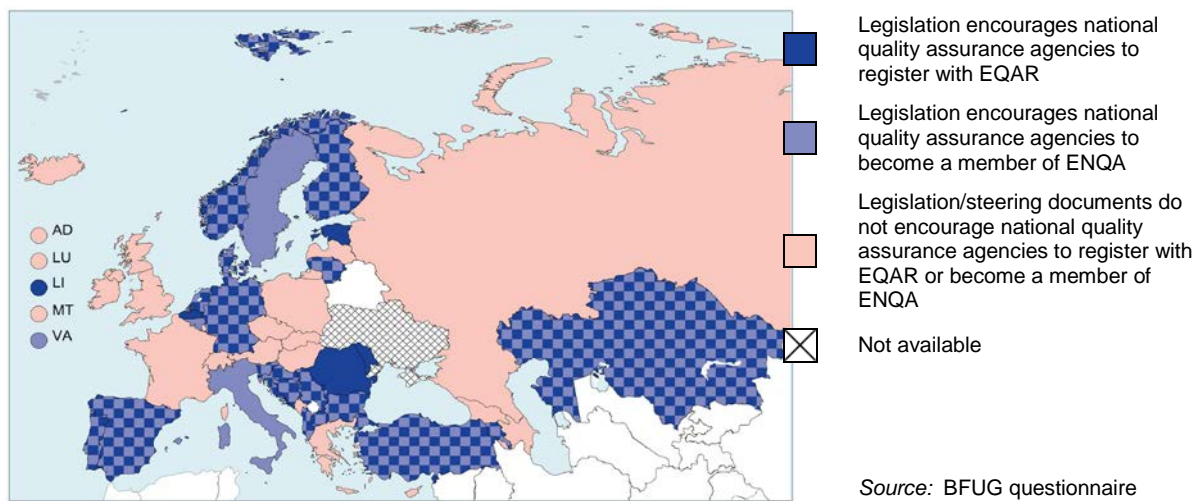 AD
LU
LI
MT
VA
Legislation encourages national
quality assurance agencies to
register with EQAR
Legislation encourages national
quality assurance agencies to
become a member of ENQA
Legislation/steering documents do
not encourage national quality
assurance agencies to register with
EQAR or become a member of
ENQA
Not available
Source: BFUG questionnaire